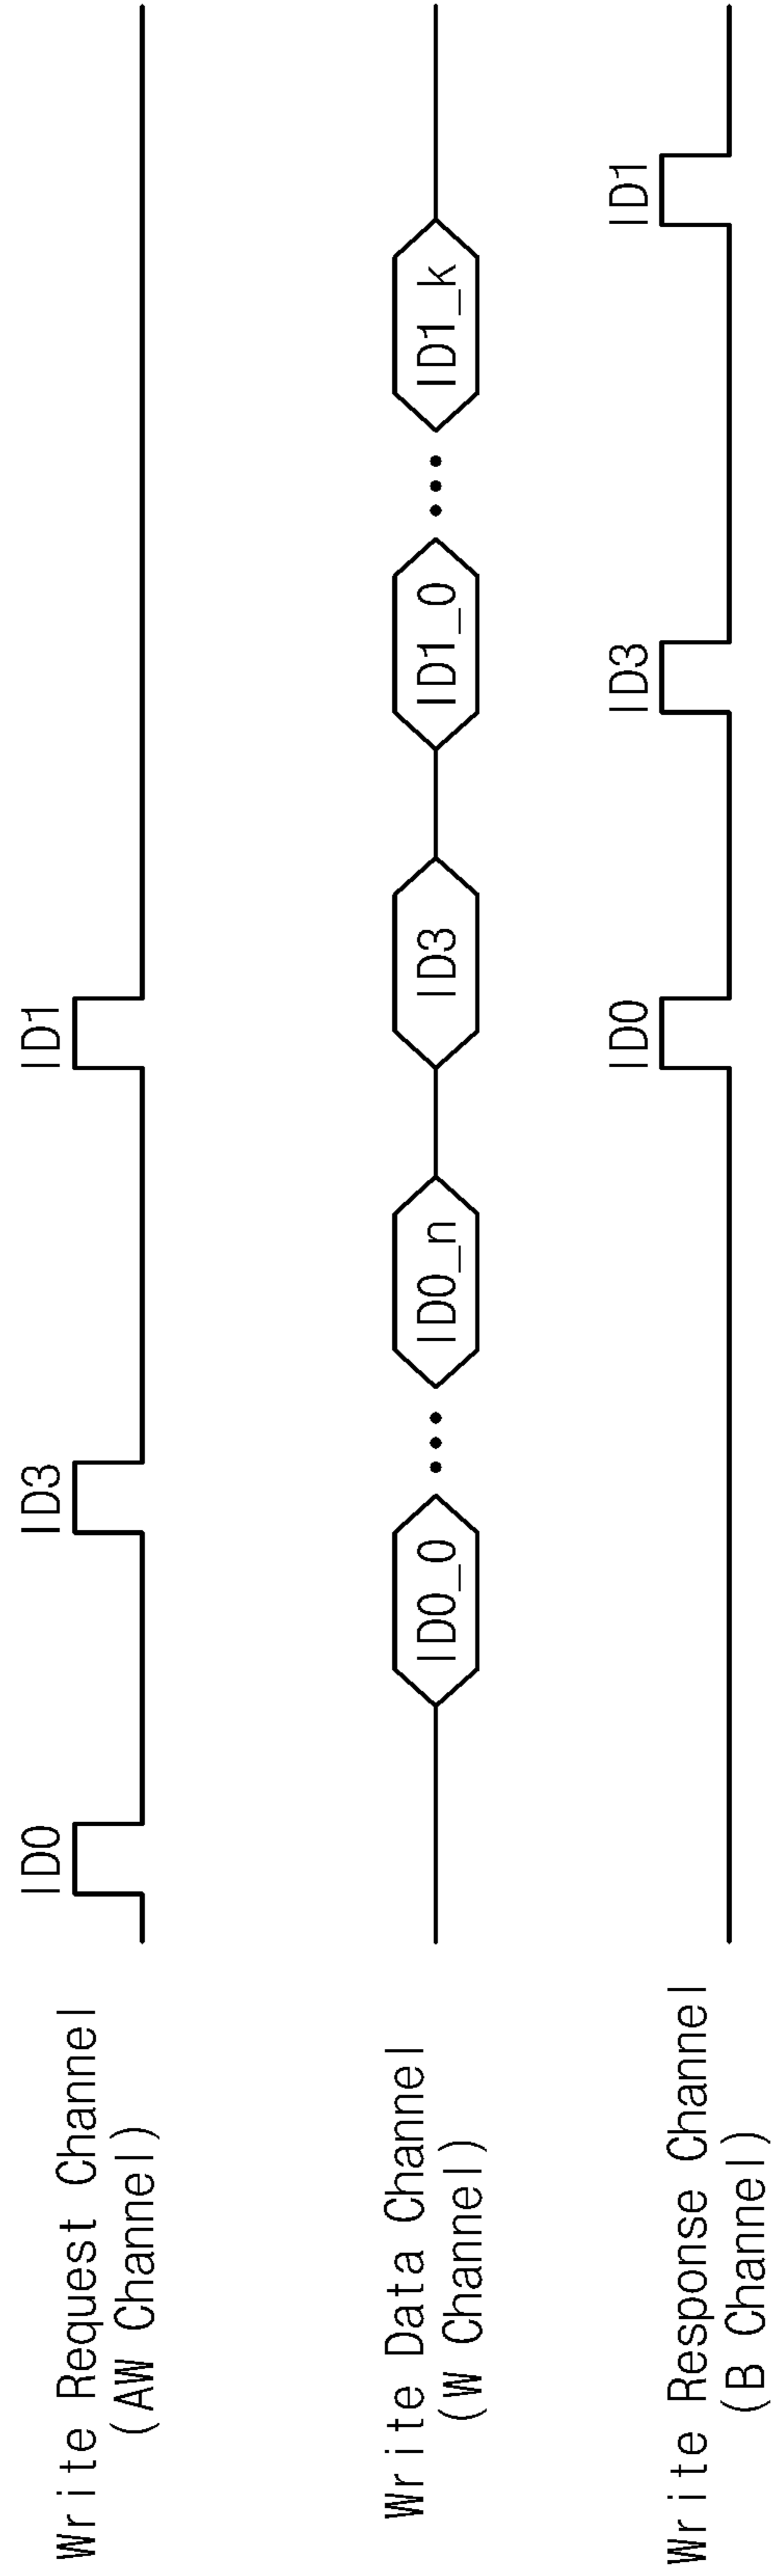 Write Request Channel
(AW Channel)
ID0
ID3
ID1
Write Data Channel
(W Channel)
ID0_0
ID0_n
ID3
ID1_0
ID1_k
Write Response Channel
(B Channel)
ID0
ID3
ID1